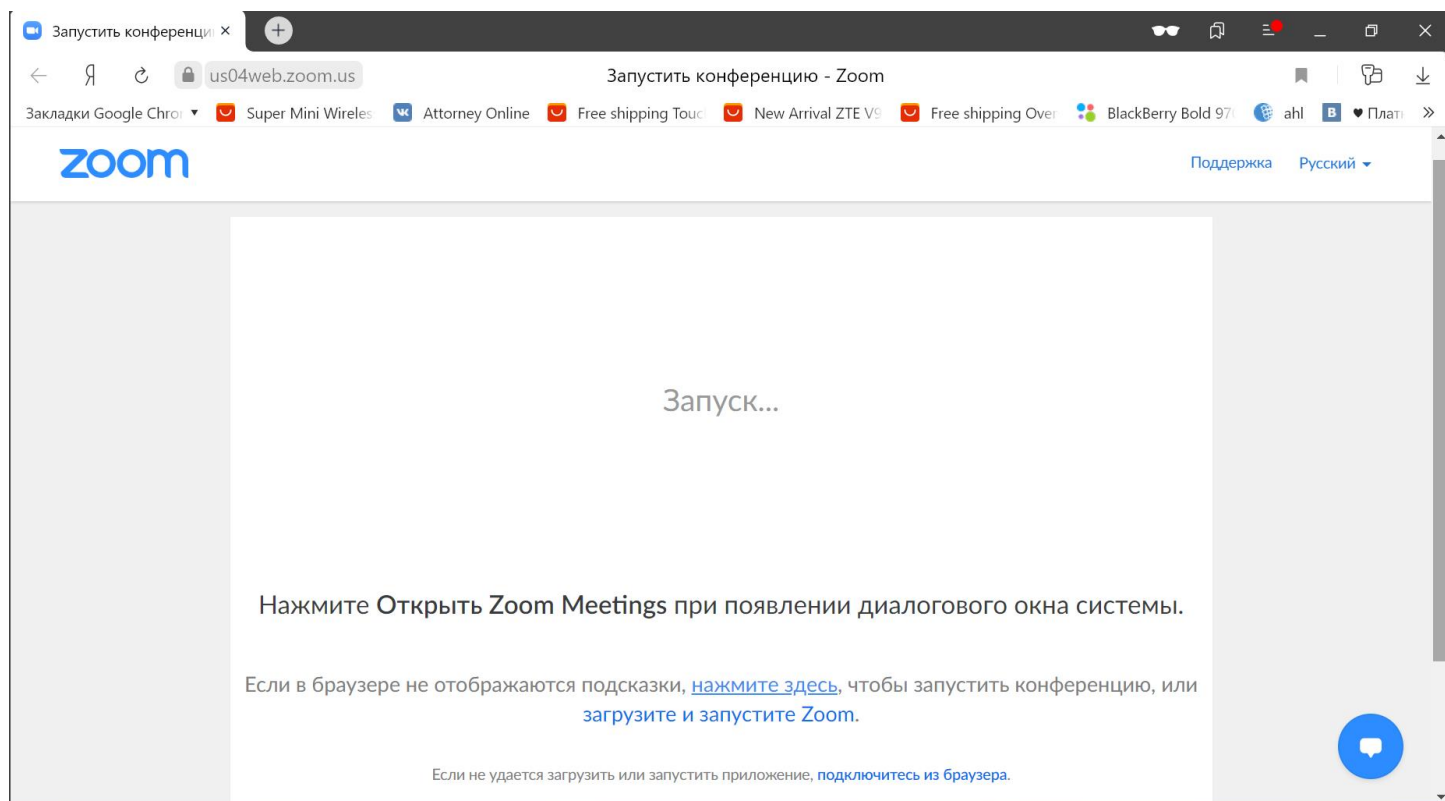 Запустить конференци
us04web.zoom.us
Запустить конференцию - Zoom
Закладки Google Chro Super Mini Wireles Attorney Online Free shipping Touc New Arrival ZTE V9 Free shipping Over BlackBerry Bold 97 ahl ♥ Плат »
zoom
Поддержка Русский
Запуск...
Нажмите Открыть Zoom Meetings при появлении диалогового окна системы.
Если в браузере не отображаются подсказки, нажмите здесь, чтобы запустить конференцию, или
загрузите и запустите Zoom.
Если не удается загрузить или запустить приложение, подключитесь из браузера.